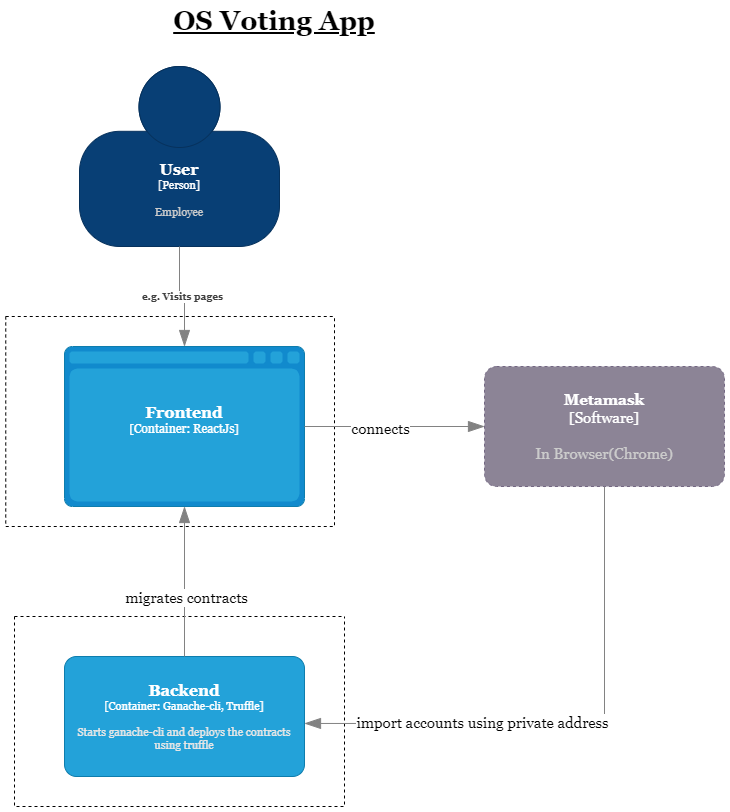 OS Voting App
User
[Person]
Employee
e.g. Visits pages
Frontend
[Container: ReactJs]
connects
Metamask
[Software]
In Browser(Chrome)
migrates contracts
Backend
[Container: Ganache-cli, Truffle]
Starts ganache-cli and deploys the contracts
using truffle
import accounts using private address